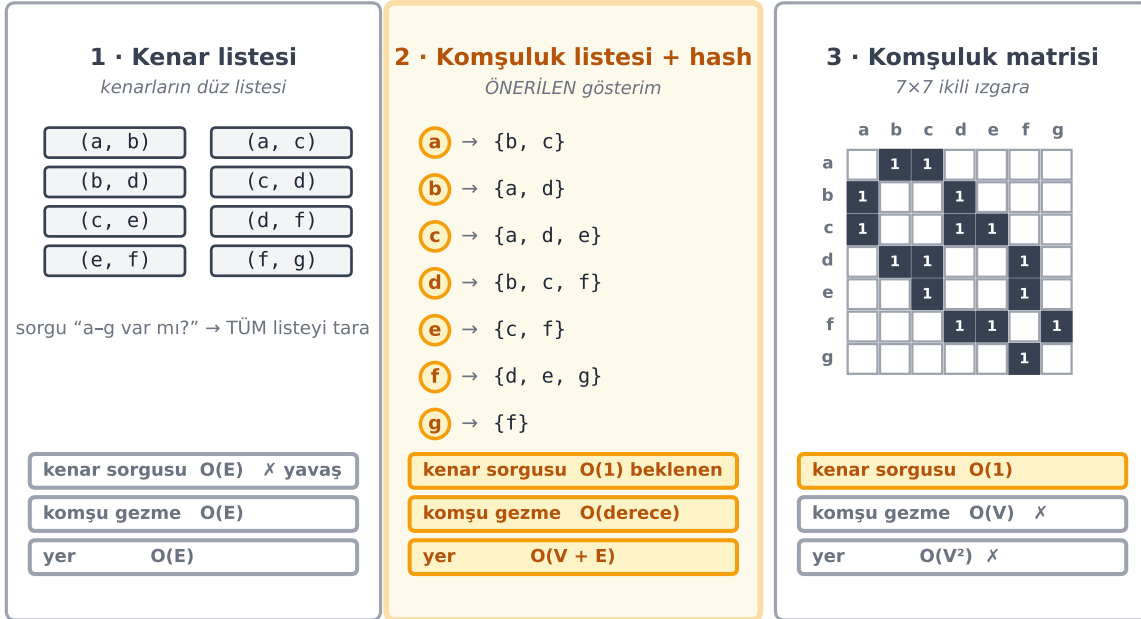 1 · Kenar listesi
kenarların düz listesi
(a, b) (a, c)
(b, d) (c, d)
(c, e) (d, f)
(e, f) (f, g)
sorgu “a–g var mı?” → TÜM listeyi tara
kenar sorgusu O(E) ✗ yavaş
komşu gezme O(E)
yer O(E)
2 · Komşuluk listesi + hash
ÖNERİLEN gösterim
a → {b, c}
b → {a, d}
c → {a, d, e}
d → {b, c, f}
e → {c, f}
f → {d, e, g}
g → {f}
kenar sorgusu O(1) beklenen
komşu gezme O(derece)
yer O(V + E)
3 · Komşuluk matrisi
7×7 ikili ızgara
a b c d e f g
a 1 1
b 1 1
c 1 1 1
d 1 1 1
e 1 1
f 1 1 1
g 1
kenar sorgusu O(1)
komşu gezme O(V) ✗
yer O(V²) ✗